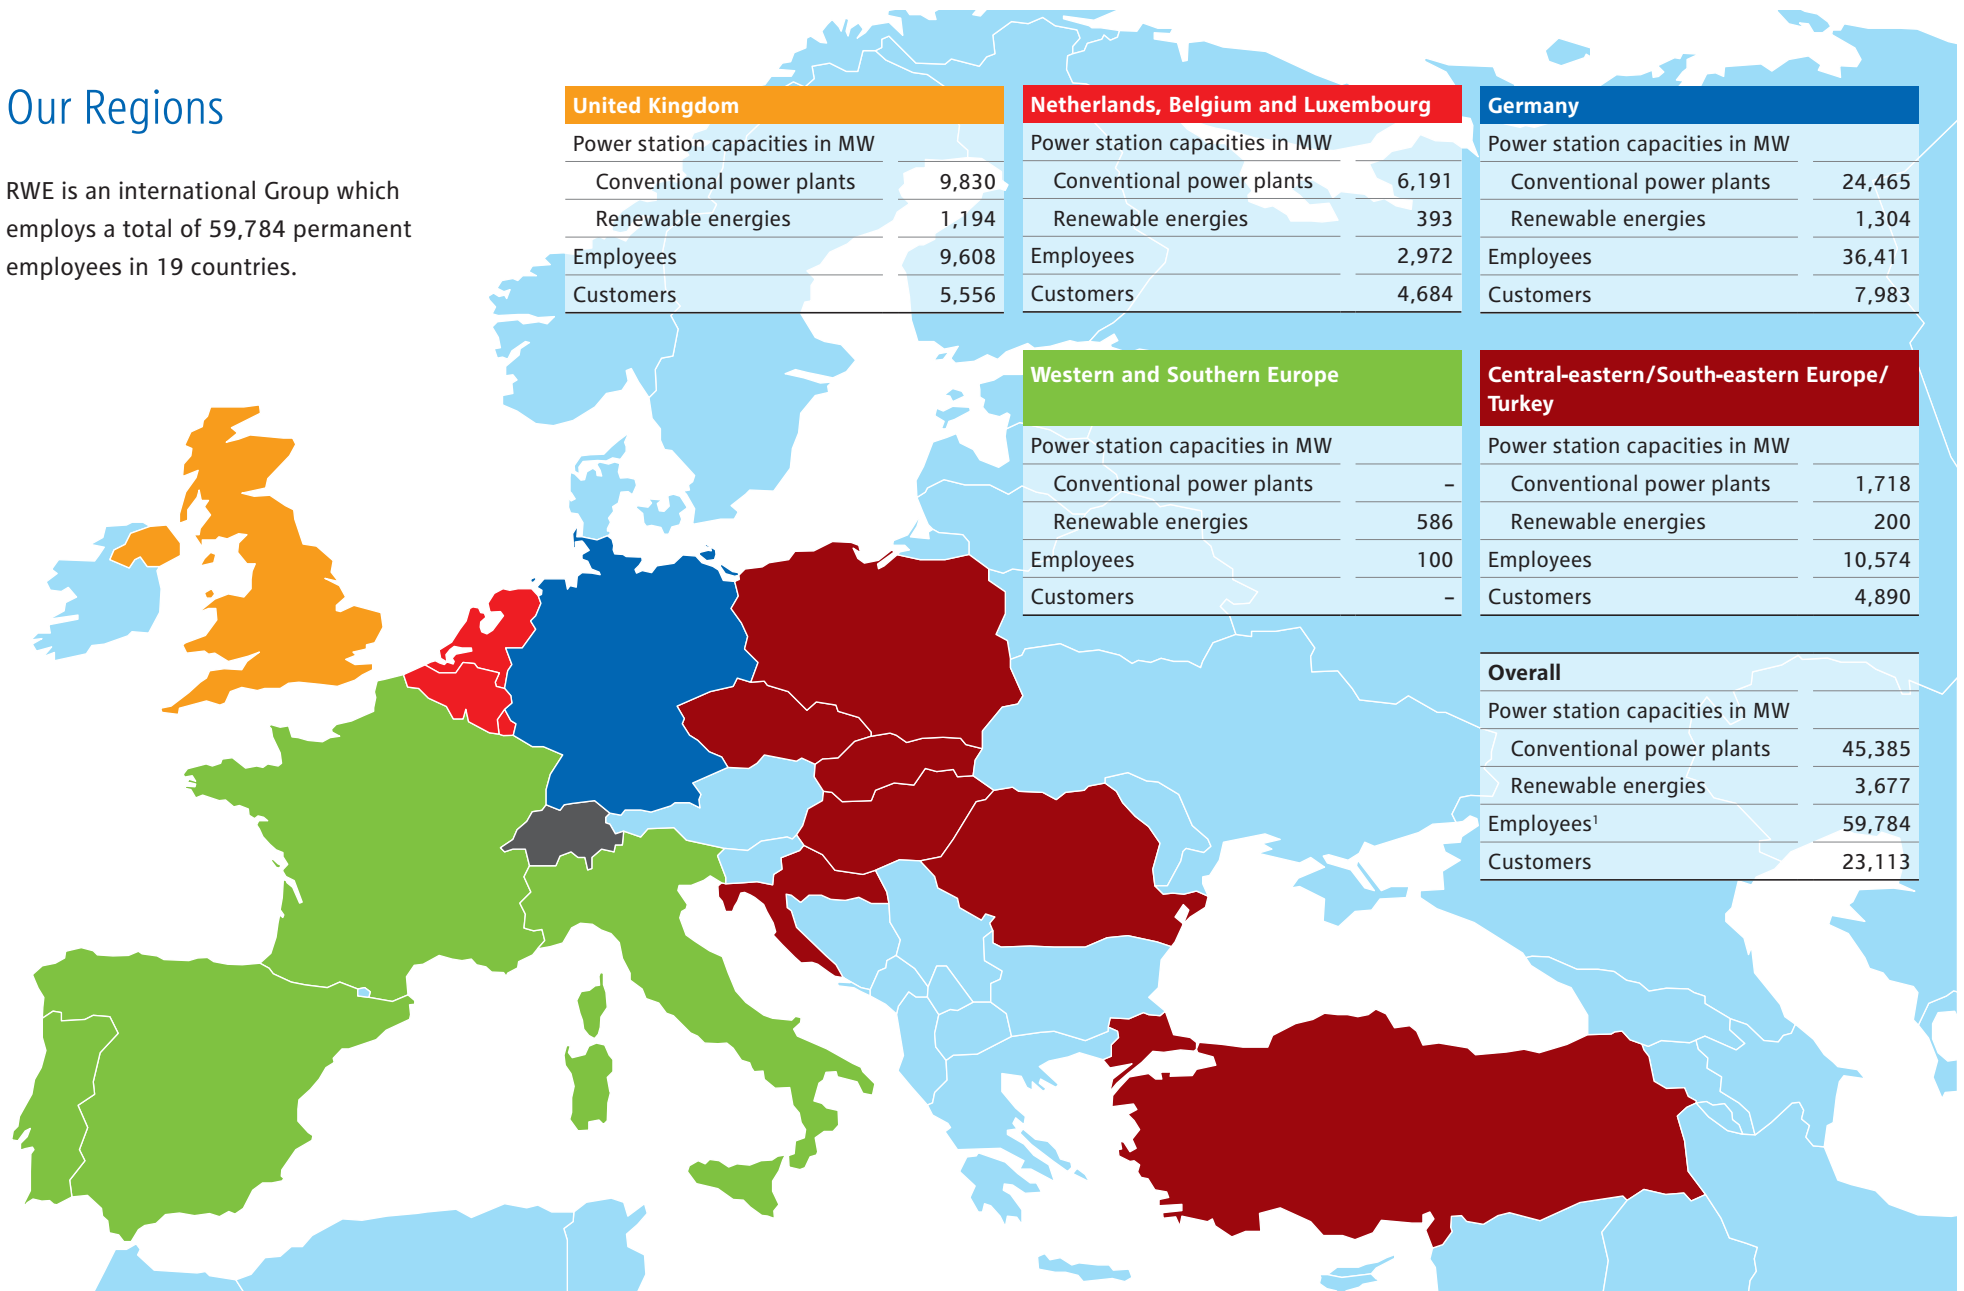 Our Regions
RWE is an international Group which
employs a total of 59,784 permanent
employees in 19 countries.
United Kingdom
Power station capacities in MW
Conventional power plants 9,830
Renewable energies 1,194
Employees 9,608
Customers 5,556
Netherlands, Belgium and Luxembourg
Power station capacities in MW
Conventional power plants 6,191
Renewable energies 393
Employees 2,972
Customers 4,684
Germany
Power station capacities in MW
Conventional power plants 24,465
Renewable energies 1,304
Employees 36,411
Customers 7,983
Western and Southern Europe
Power station capacities in MW
Conventional power plants –
Renewable energies 586
Employees 100
Customers –
Central-eastern/South-eastern Europe/
Turkey
Power station capacities in MW
Conventional power plants 1,718
Renewable energies 200
Employees 10,574
Customers 4,890
Overall
Power station capacities in MW
Conventional power plants 45,385
Renewable energies 3,677
Employees¹ 59,784
Customers 23,113